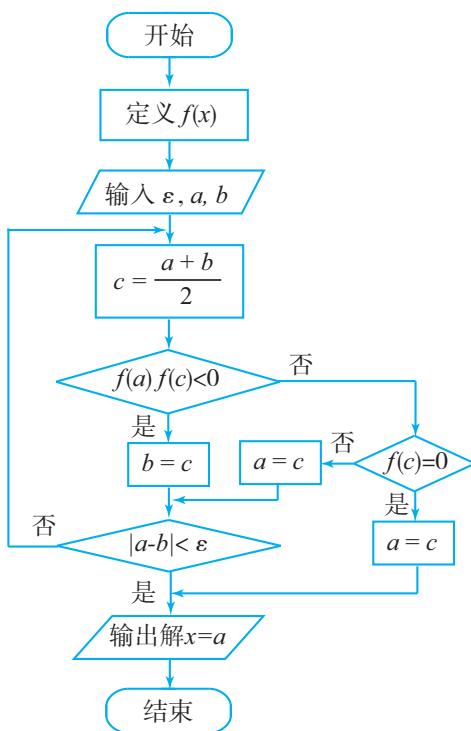 开始
定义 f(x)
输入 ε, a, b
c = (a + b)/2
f(a) f(c)<0
否
是
b = c
a = c
否
f(c)=0
是
a = c
|a-b|< ε
否
是
输出解x=a
结束